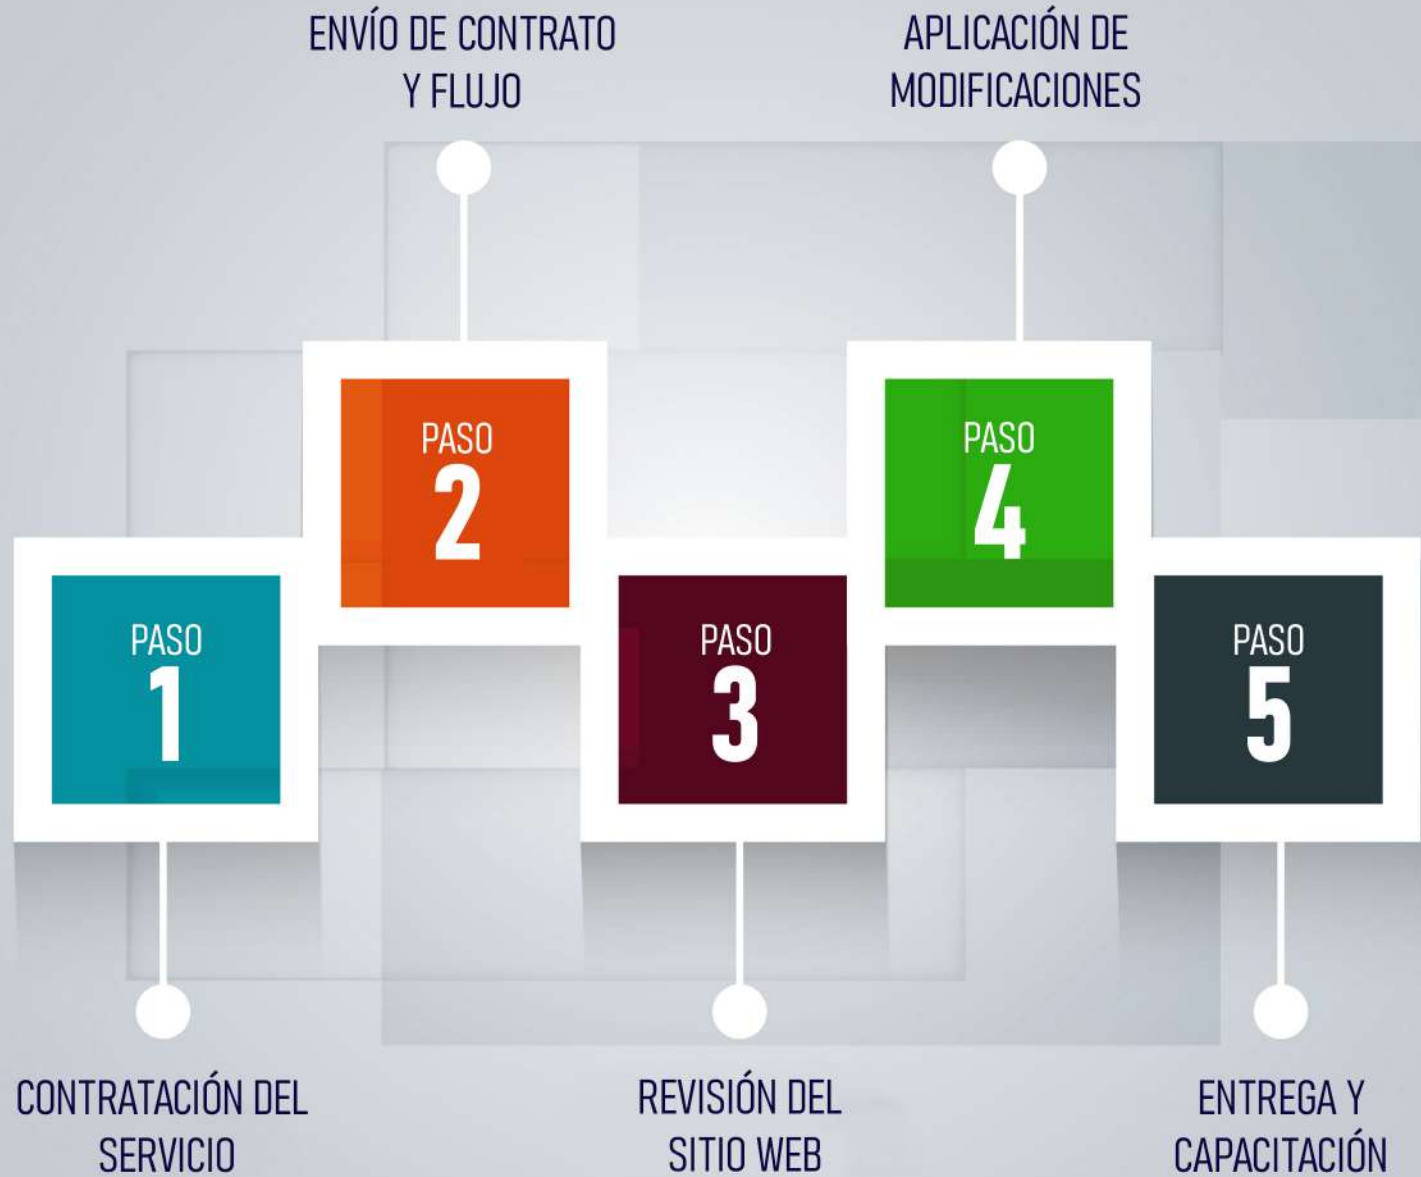 ENVÍO DE CONTRATO
Y FLUJO
APLICACIÓN DE
MODIFICACIONES
PASO
2
PASO
4
PASO
1
PASO
3
PASO
5
CONTRATACIÓN DEL
SERVICIO
REVISIÓN DEL
SITIO WEB
ENTREGA Y
CAPACITACIÓN